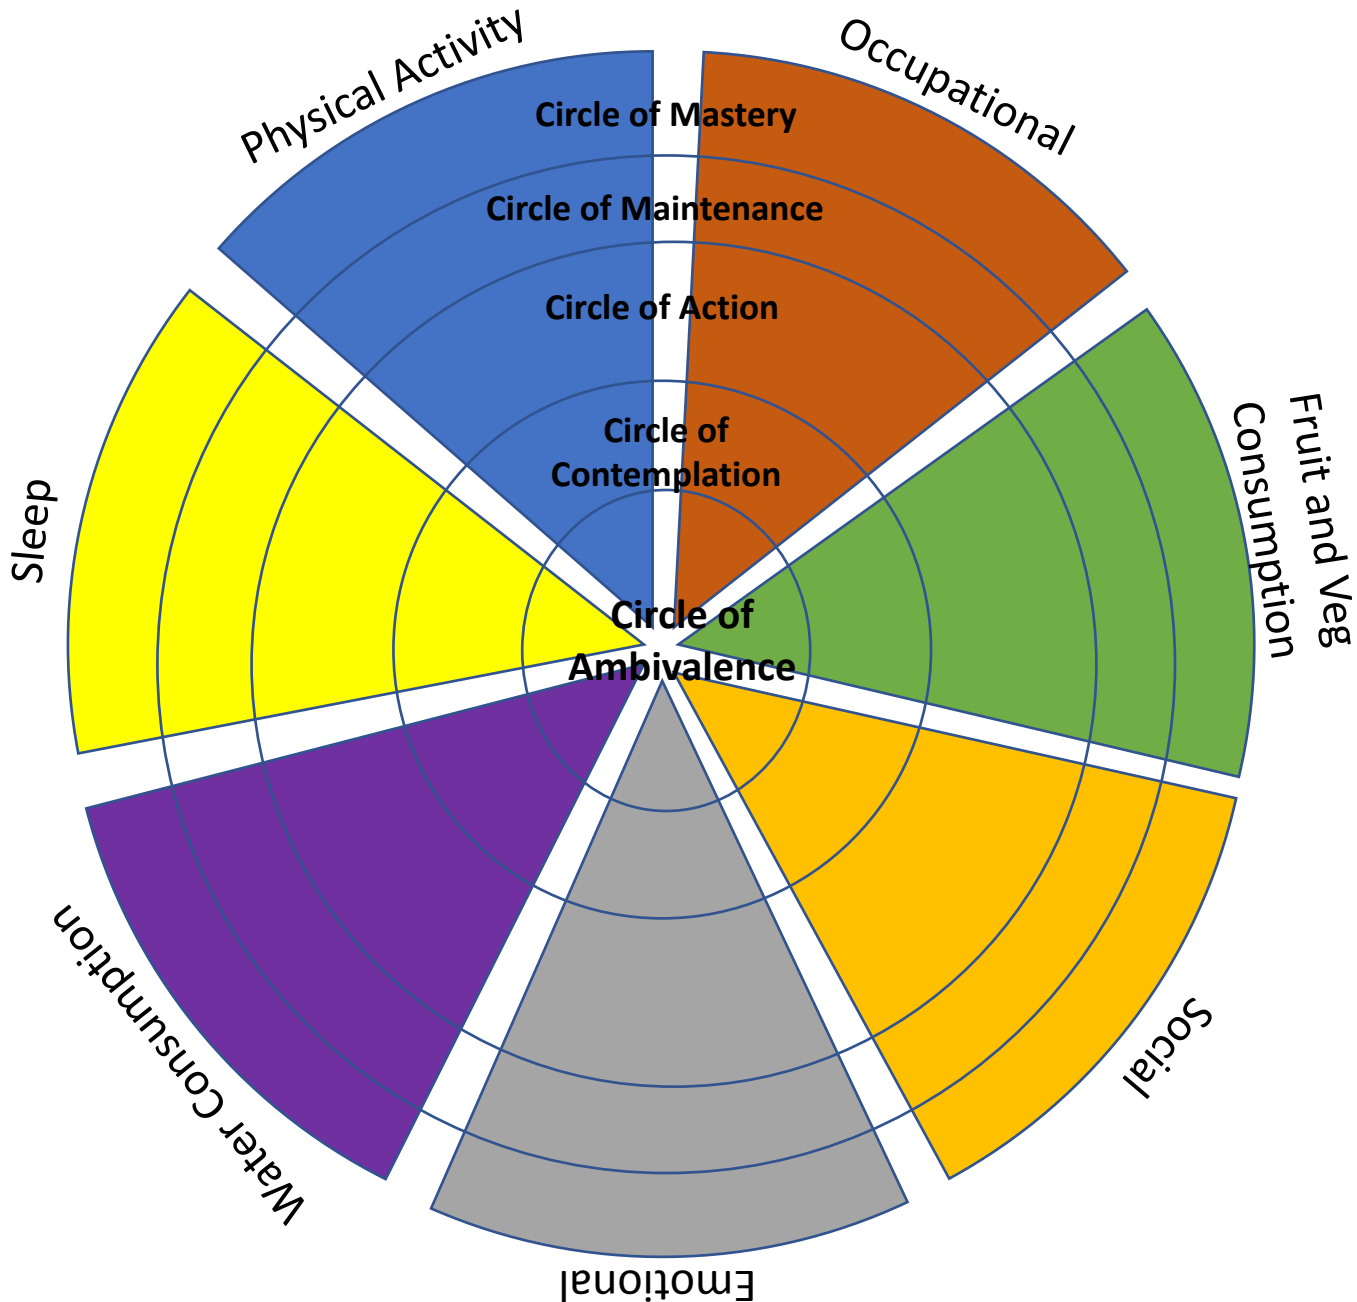 Physical Activity
Occupational
Circle of Mastery
Circle of Maintenance
Circle of Action
Circle of
Contemplation
Circle of
Ambivalence
Fruit and Veg
Consumption
Sleep
Social
Water Consumption
Emotional